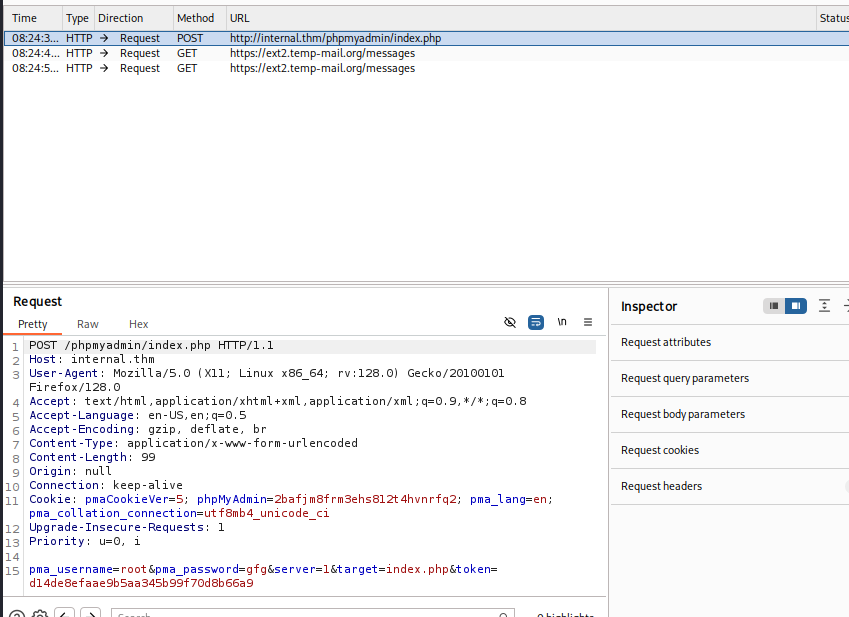 Time Type Direction Method URL Status
08:24:3... HTTP → Request POST http://internal.thm/phpmyadmin/index.php
08:24:4... HTTP → Request GET https://ext2.temp-mail.org/messages
08:24:5... HTTP → Request GET https://ext2.temp-mail.org/messages
Request
Pretty Raw Hex
\n
1 POST /phpmyadmin/index.php HTTP/1.1
2 Host: internal.thm
3 User-Agent: Mozilla/5.0 (X11; Linux x86_64; rv:128.0) Gecko/20100101
Firefox/128.0
4 Accept: text/html,application/xhtml+xml,application/xml;q=0.9,*/*;q=0.8
5 Accept-Language: en-US,en;q=0.5
6 Accept-Encoding: gzip, deflate, br
7 Content-Type: application/x-www-form-urlencoded
8 Content-Length: 99
9 Origin: null
10 Connection: keep-alive
11 Cookie: pmaCookieVer=5; phpMyAdmin=2bafjm8frm3ehs812t4hvnrfq2; pma_lang=en;
pma_collation_connection=utf8mb4_unicode_ci
12 Upgrade-Insecure-Requests: 1
13 Priority: u=0, i
14
15 pma_username=root&pma_password=gfg&server=1&target=index.php&token=
d14de8efaae9b5aa345b99f70d8b66a9
Search
0 highlights
Inspector
Request attributes
Request query parameters
Request body parameters
Request cookies
Request headers